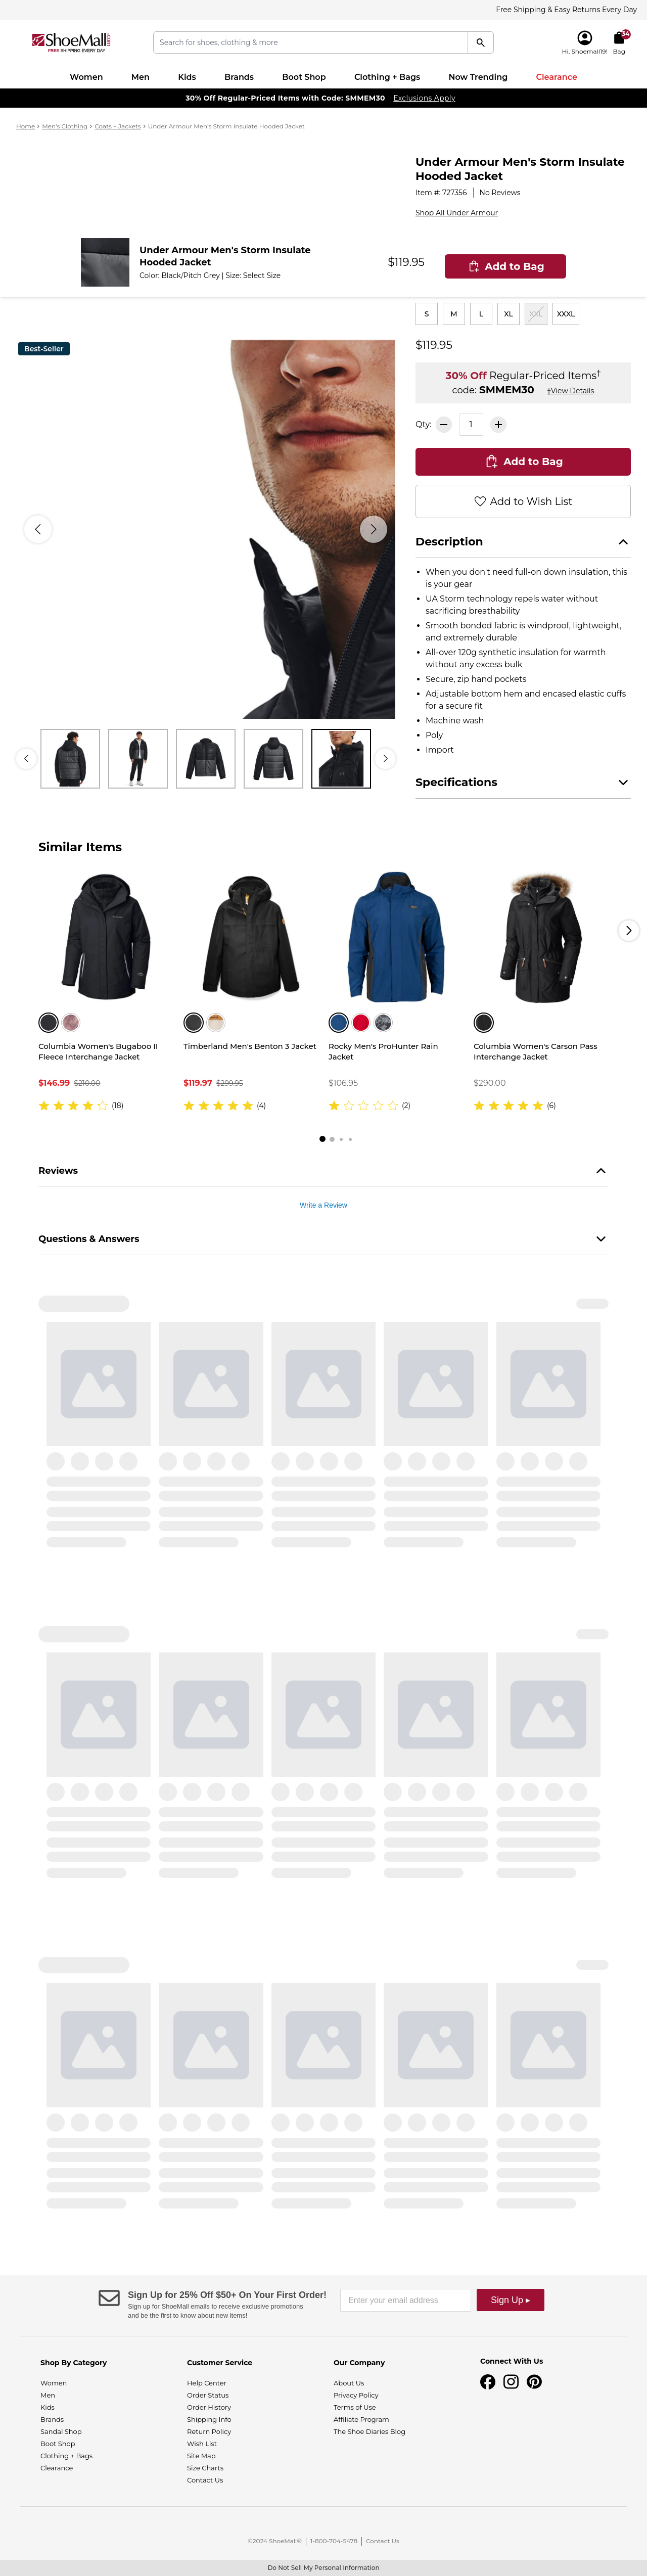 Free Shipping & Easy Returns Every Day
ShoeMall
FREE SHIPPING EVERY DAY
Search for shoes, clothing & more
34
Hi, Shoemall19!
Bag
Women
Men
Kids
Brands
Boot Shop
Clothing + Bags
Now Trending
Clearance
30% Off Regular-Priced Items with Code: SMMEM30 Exclusions Apply
Home > Men's Clothing > Coats + Jackets > Under Armour Men's Storm Insulate Hooded Jacket
Under Armour Men's Storm Insulate
Hooded Jacket
Item #: 727356 | No Reviews
Shop All Under Armour
Under Armour Men's Storm Insulate
Hooded Jacket
Color: Black/Pitch Grey | Size: Select Size
$119.95
Add to Bag
S
M
L
XL
XXL
XXXL
Best-Seller
$119.95
30% Off Regular-Priced Items†
code: SMMEM30 ‡View Details
Qty:
1
Add to Bag
Add to Wish List
Description
• When you don't need full-on down insulation, this
is your gear
• UA Storm technology repels water without
sacrificing breathability
• Smooth bonded fabric is windproof, lightweight,
and extremely durable
• All-over 120g synthetic insulation for warmth
without any excess bulk
• Secure, zip hand pockets
• Adjustable bottom hem and encased elastic cuffs
for a secure fit
• Machine wash
• Poly
• Import
Specifications
Similar Items
Columbia Women's Bugaboo II
Fleece Interchange Jacket
$146.99 $210.00
(18)
Timberland Men's Benton 3 Jacket
$119.97 $299.95
(4)
Rocky Men's ProHunter Rain
Jacket
$106.95
(2)
Columbia Women's Carson Pass
Interchange Jacket
$290.00
(6)
Reviews
Write a Review
Questions & Answers
Sign Up for 25% Off $50+ On Your First Order!
Sign up for ShoeMall emails to receive exclusive promotions
and be the first to know about new items!
Enter your email address
Sign Up ▸
Shop By Category
Women
Men
Kids
Brands
Sandal Shop
Boot Shop
Clothing + Bags
Clearance
Customer Service
Help Center
Order Status
Order History
Shipping Info
Return Policy
Wish List
Site Map
Size Charts
Contact Us
Our Company
About Us
Privacy Policy
Terms of Use
Affiliate Program
The Shoe Diaries Blog
Connect With Us
©2024 ShoeMall® | 1-800-704-5478 | Contact Us
Do Not Sell My Personal Information